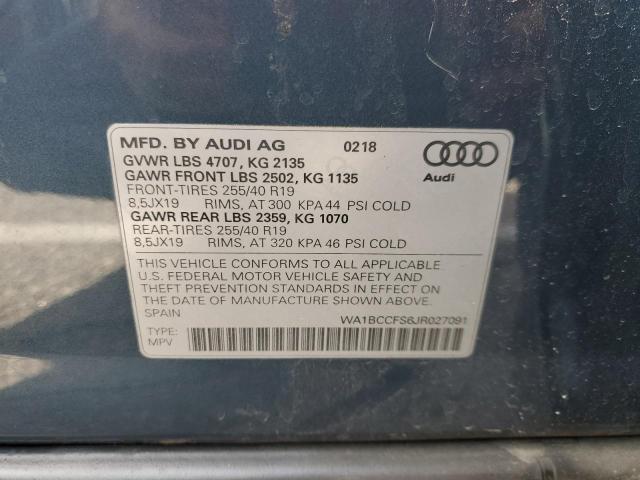 MFD. BY AUDI AG 0218
GVWR LBS 4707, KG 2135
GAWR FRONT LBS 2502, KG 1135
FRONT-TIRES 255/40 R19
8,5JX19 RIMS, AT 300 KPA 44 PSI COLD
GAWR REAR LBS 2359, KG 1070
REAR-TIRES 255/40 R19
8,5JX19 RIMS, AT 320 KPA 46 PSI COLD
Audi
THIS VEHICLE CONFORMS TO ALL APPLICABLE
U.S. FEDERAL MOTOR VEHICLE SAFETY AND
THEFT PREVENTION STANDARDS IN EFFECT ON
THE DATE OF MANUFACTURE SHOWN ABOVE.
SPAIN
WA1BCCFS6JR027091
TYPE:
MPV